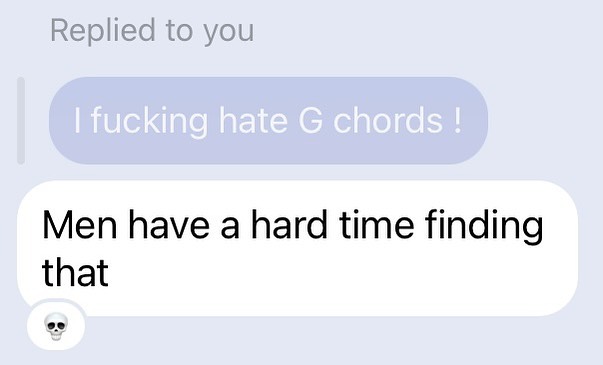 Replied to you
I fucking hate G chords !
Men have a hard time finding
that